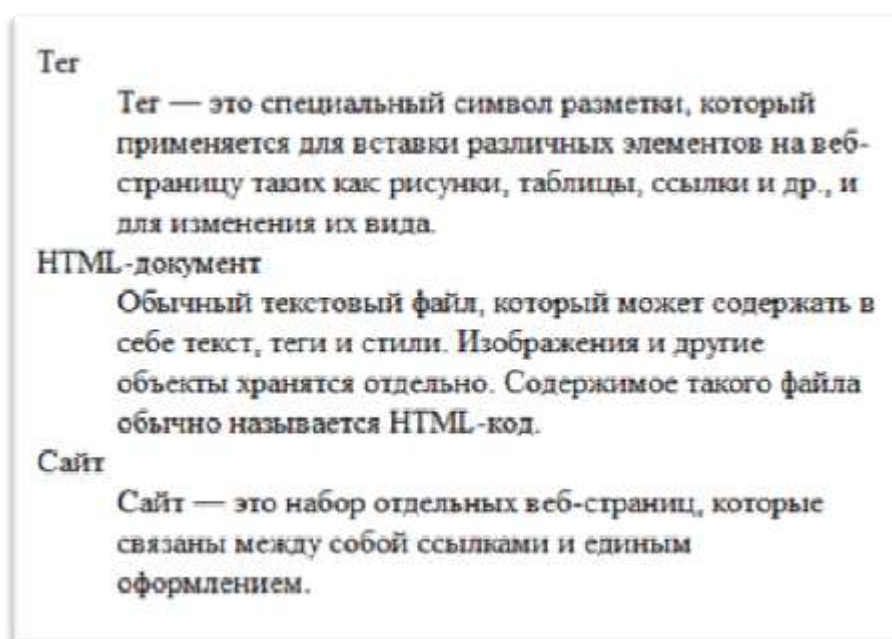 Тег
Тег — это специальный символ разметки, который
применяется для вставки различных элементов на веб-
страницу таких как рисунки, таблицы, ссылки и др., и
для изменения их вида.
HTML-документ
Обычный текстовый файл, который может содержать в
себе текст, теги и стили. Изображения и другие
объекты хранятся отдельно. Содержимое такого файла
обычно называется HTML-код.
Сайт
Сайт — это набор отдельных веб-страниц, которые
связаны между собой ссылками и единым
оформлением.